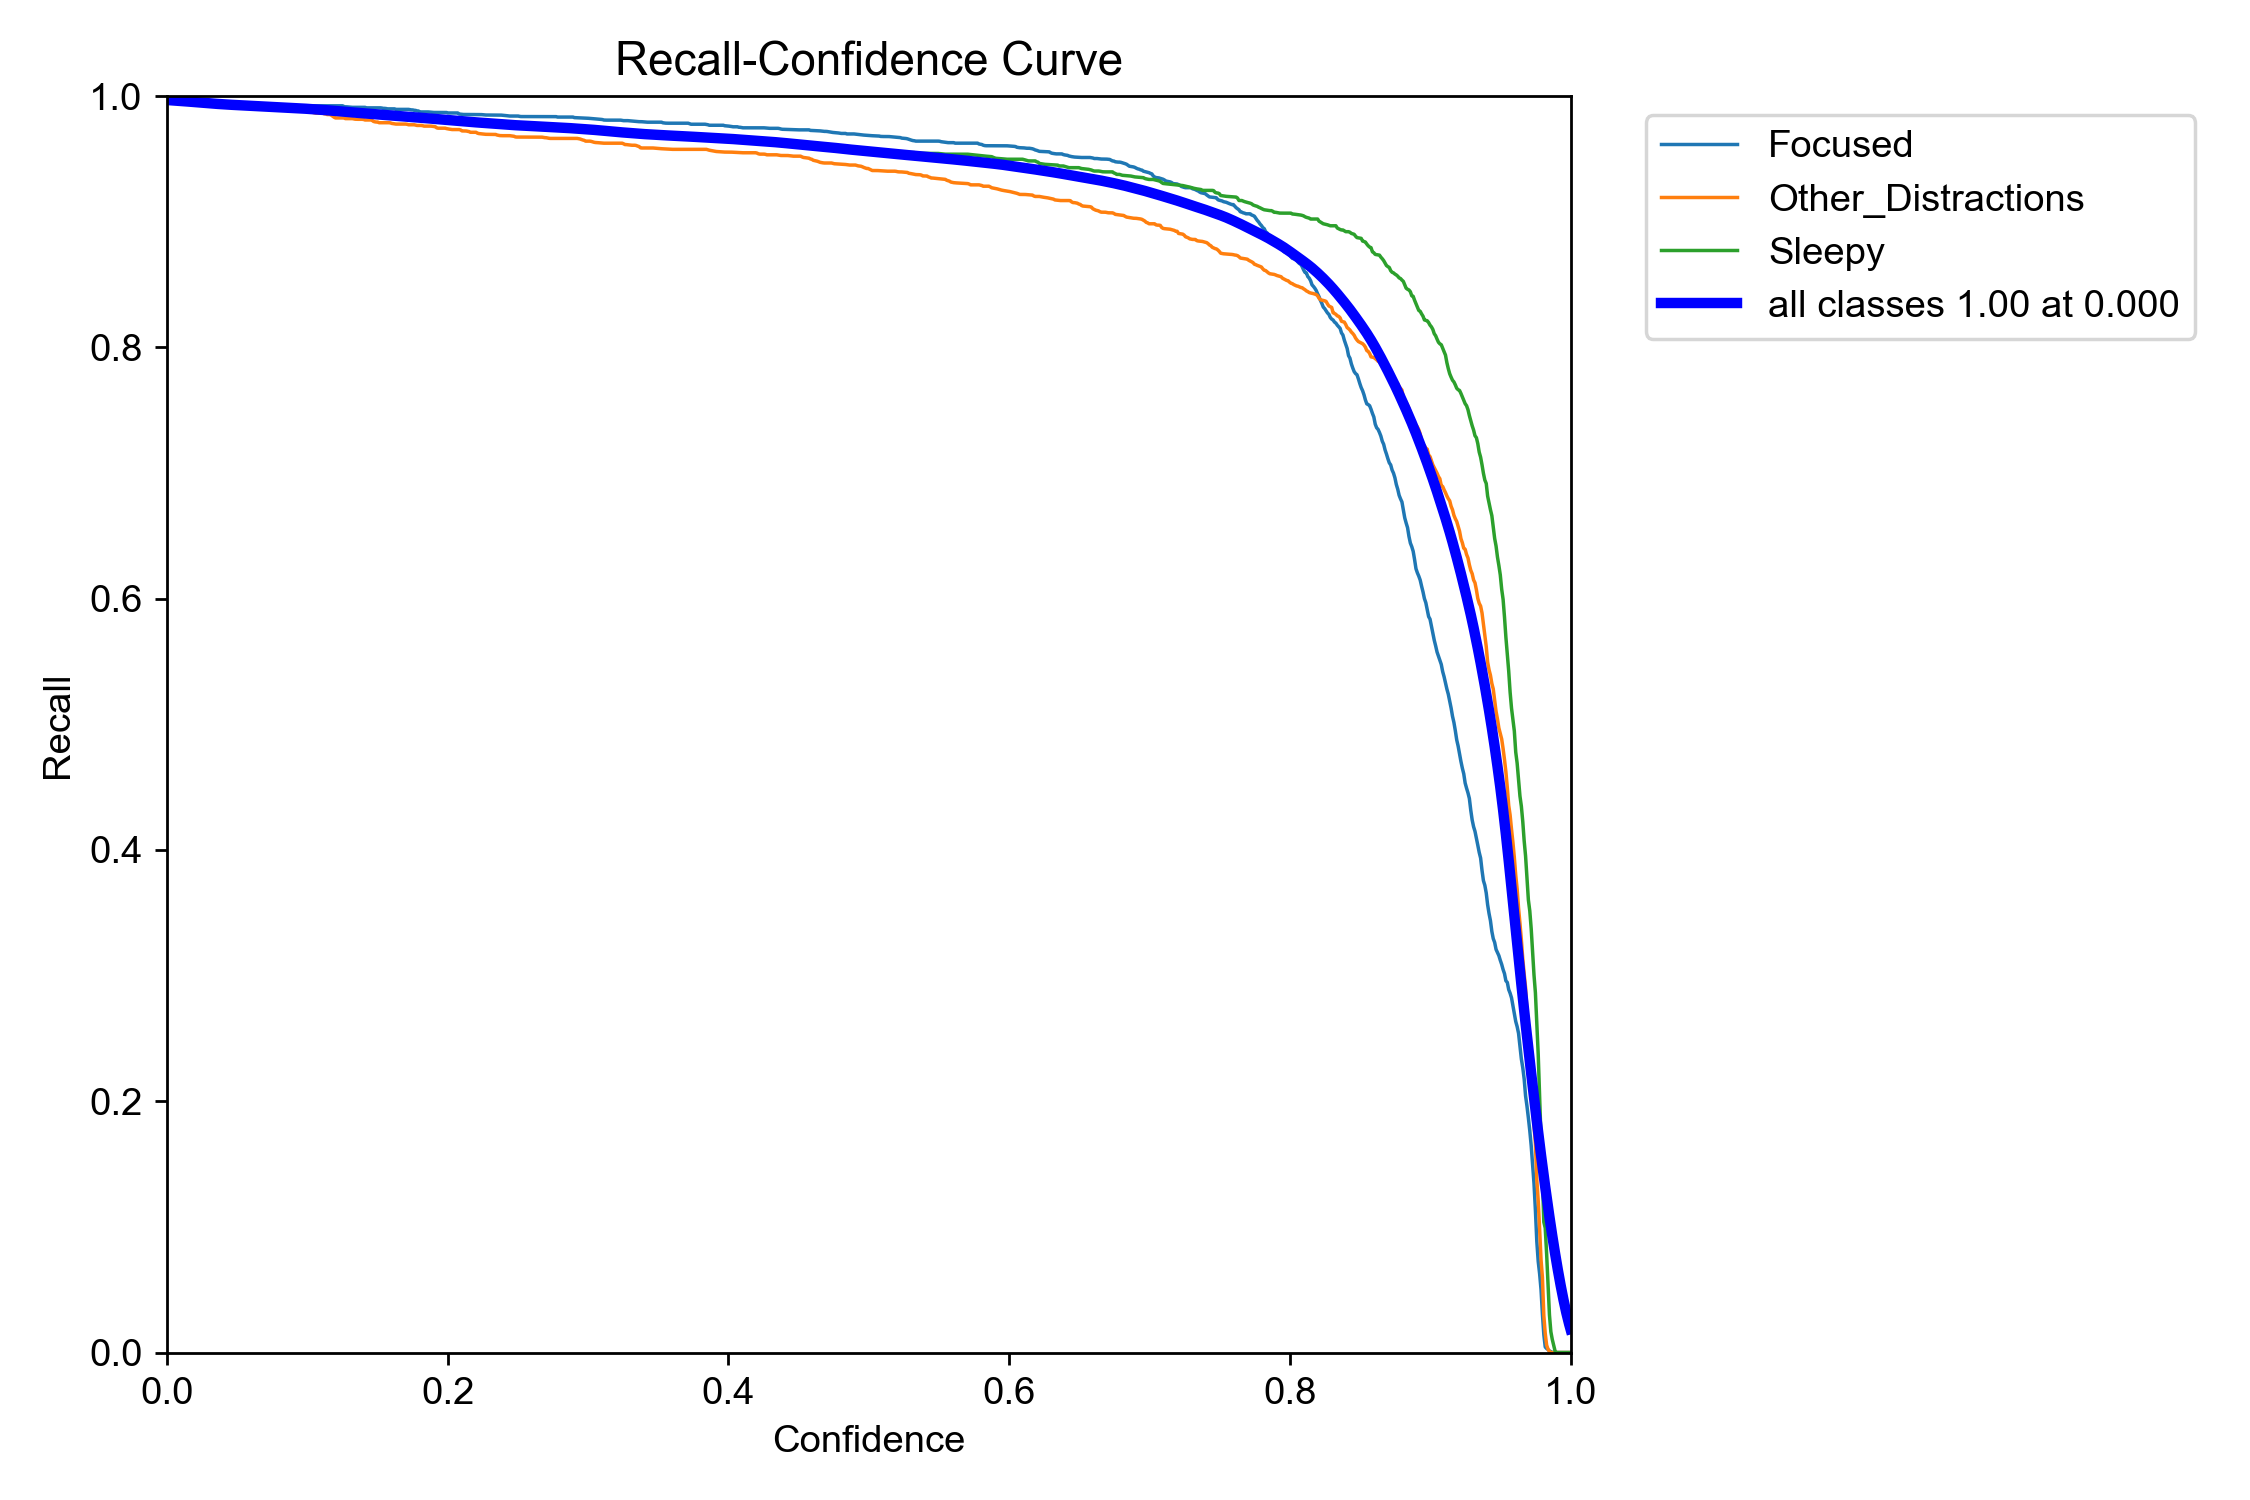 Recall-Confidence Curve
Focused
Other_Distractions
Sleepy
all classes 1.00 at 0.000
Recall
1.0
0.8
0.6
0.4
0.2
0.0
0.0 0.2 0.4 0.6 0.8 1.0
Confidence